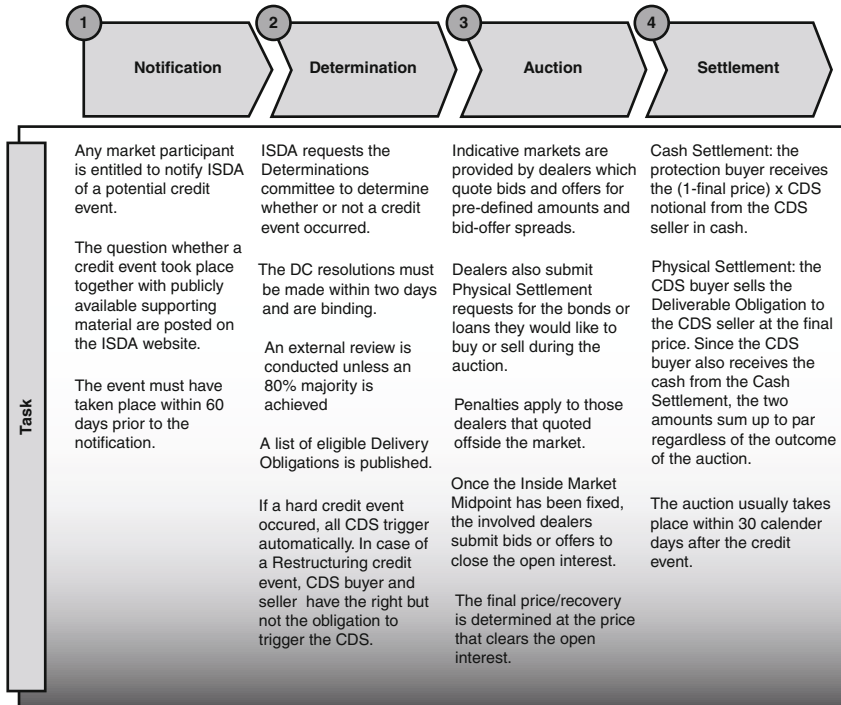 1
Notification
2
Determination
3
Auction
4
Settlement
Task
Any market participant
is entitled to notify ISDA
of a potential credit
event.
The question whether a
credit event took place
together with publicly
available supporting
material are posted on
the ISDA website.
The event must have
taken place within 60
days prior to the
notification.
ISDA requests the
Determinations
committee to determine
whether or not a credit
event occurred.
The DC resolutions must
be made within two days
and are binding.
An external review is
conducted unless an
80% majority is
achieved
A list of eligible Delivery
Obligations is published.
If a hard credit event
occured, all CDS trigger
automatically. In case of
a Restructuring credit
event, CDS buyer and
seller have the right but
not the obligation to
trigger the CDS.
Indicative markets are
provided by dealers which
quote bids and offers for
pre-defined amounts and
bid-offer spreads.
Dealers also submit
Physical Settlement
requests for the bonds or
loans they would like to
buy or sell during the
auction.
Penalties apply to those
dealers that quoted
offside the market.
Once the Inside Market
Midpoint has been fixed,
the involved dealers
submit bids or offers to
close the open interest.
The final price/recovery
is determined at the price
that clears the open
interest.
Cash Settlement: the
protection buyer receives
the (1-final price) x CDS
notional from the CDS
seller in cash.
Physical Settlement: the
CDS buyer sells the
Deliverable Obligation to
the CDS seller at the final
price. Since the CDS
buyer also receives the
cash from the Cash
Settlement, the two
amounts sum up to par
regardless of the outcome
of the auction.
The auction usually takes
place within 30 calender
days after the credit
event.